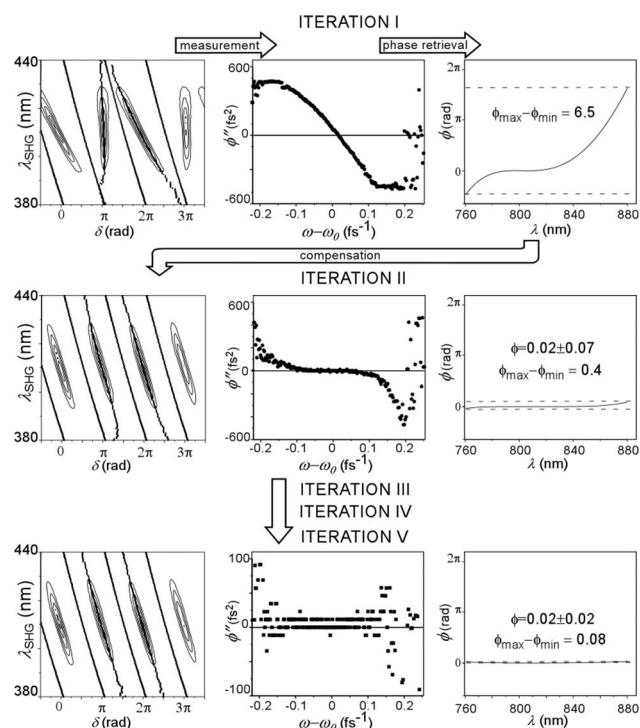 ITERATION I
measurement
phase retrieval
440
λSHG (nm)
380
0 π 2π 3π
δ (rad)
600
ϕ″ (fs²)
0
-600
-0.2 -0.1 0 0.1 0.2
ω–ω0 (fs-1)
2π
ϕ (rad)
π
0
ϕmax–ϕmin = 6.5
760 800 840 880
λ (nm)
compensation
ITERATION II
440
λSHG (nm)
380
0 π 2π 3π
δ (rad)
600
ϕ″ (fs²)
0
-600
-0.2 -0.1 0 0.1 0.2
ω–ω0 (fs-1)
2π
ϕ (rad)
π
0
ϕ=0.02±0.07
ϕmax–ϕmin = 0.4
760 800 840 880
λ (nm)
ITERATION III
ITERATION IV
ITERATION V
440
λSHG (nm)
380
0 π 2π 3π
δ (rad)
100
ϕ″ (fs²)
0
-100
-0.2 -0.1 0 0.1 0.2
ω–ω0 (fs-1)
2π
ϕ (rad)
π
0
ϕ=0.02±0.02
ϕmax–ϕmin = 0.08
760 800 840 880
λ (nm)